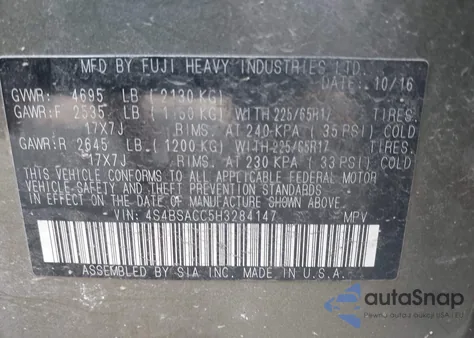 MFD BY FUJI HEAVY INDUSTRIES LTD.
DATE: 10/16
GVWR: 4695 LB (2130 KG)
GAWR:F 2535 LB (1150 KG) WITH 225/65R17 TIRES,
17X7J RIMS, AT 240 KPA (35 PSI) COLD
GAWR:R 2645 LB (1200 KG) WITH 225/65R17 TIRES,
17X7J RIMS, AT 230 KPA (33 PSI) COLD
THIS VEHICLE CONFORMS TO ALL APPLICABLE FEDERAL MOTOR
VEHICLE SAFETY AND THEFT PREVENTION STANDARDS
IN EFFECT ON THE DATE OF MANUFACTURE SHOWN ABOVE.
VIN: 4S4BSACC5H3284147 MPV
ASSEMBLED BY SIA INC. MADE IN U.S.A.
autoSnap